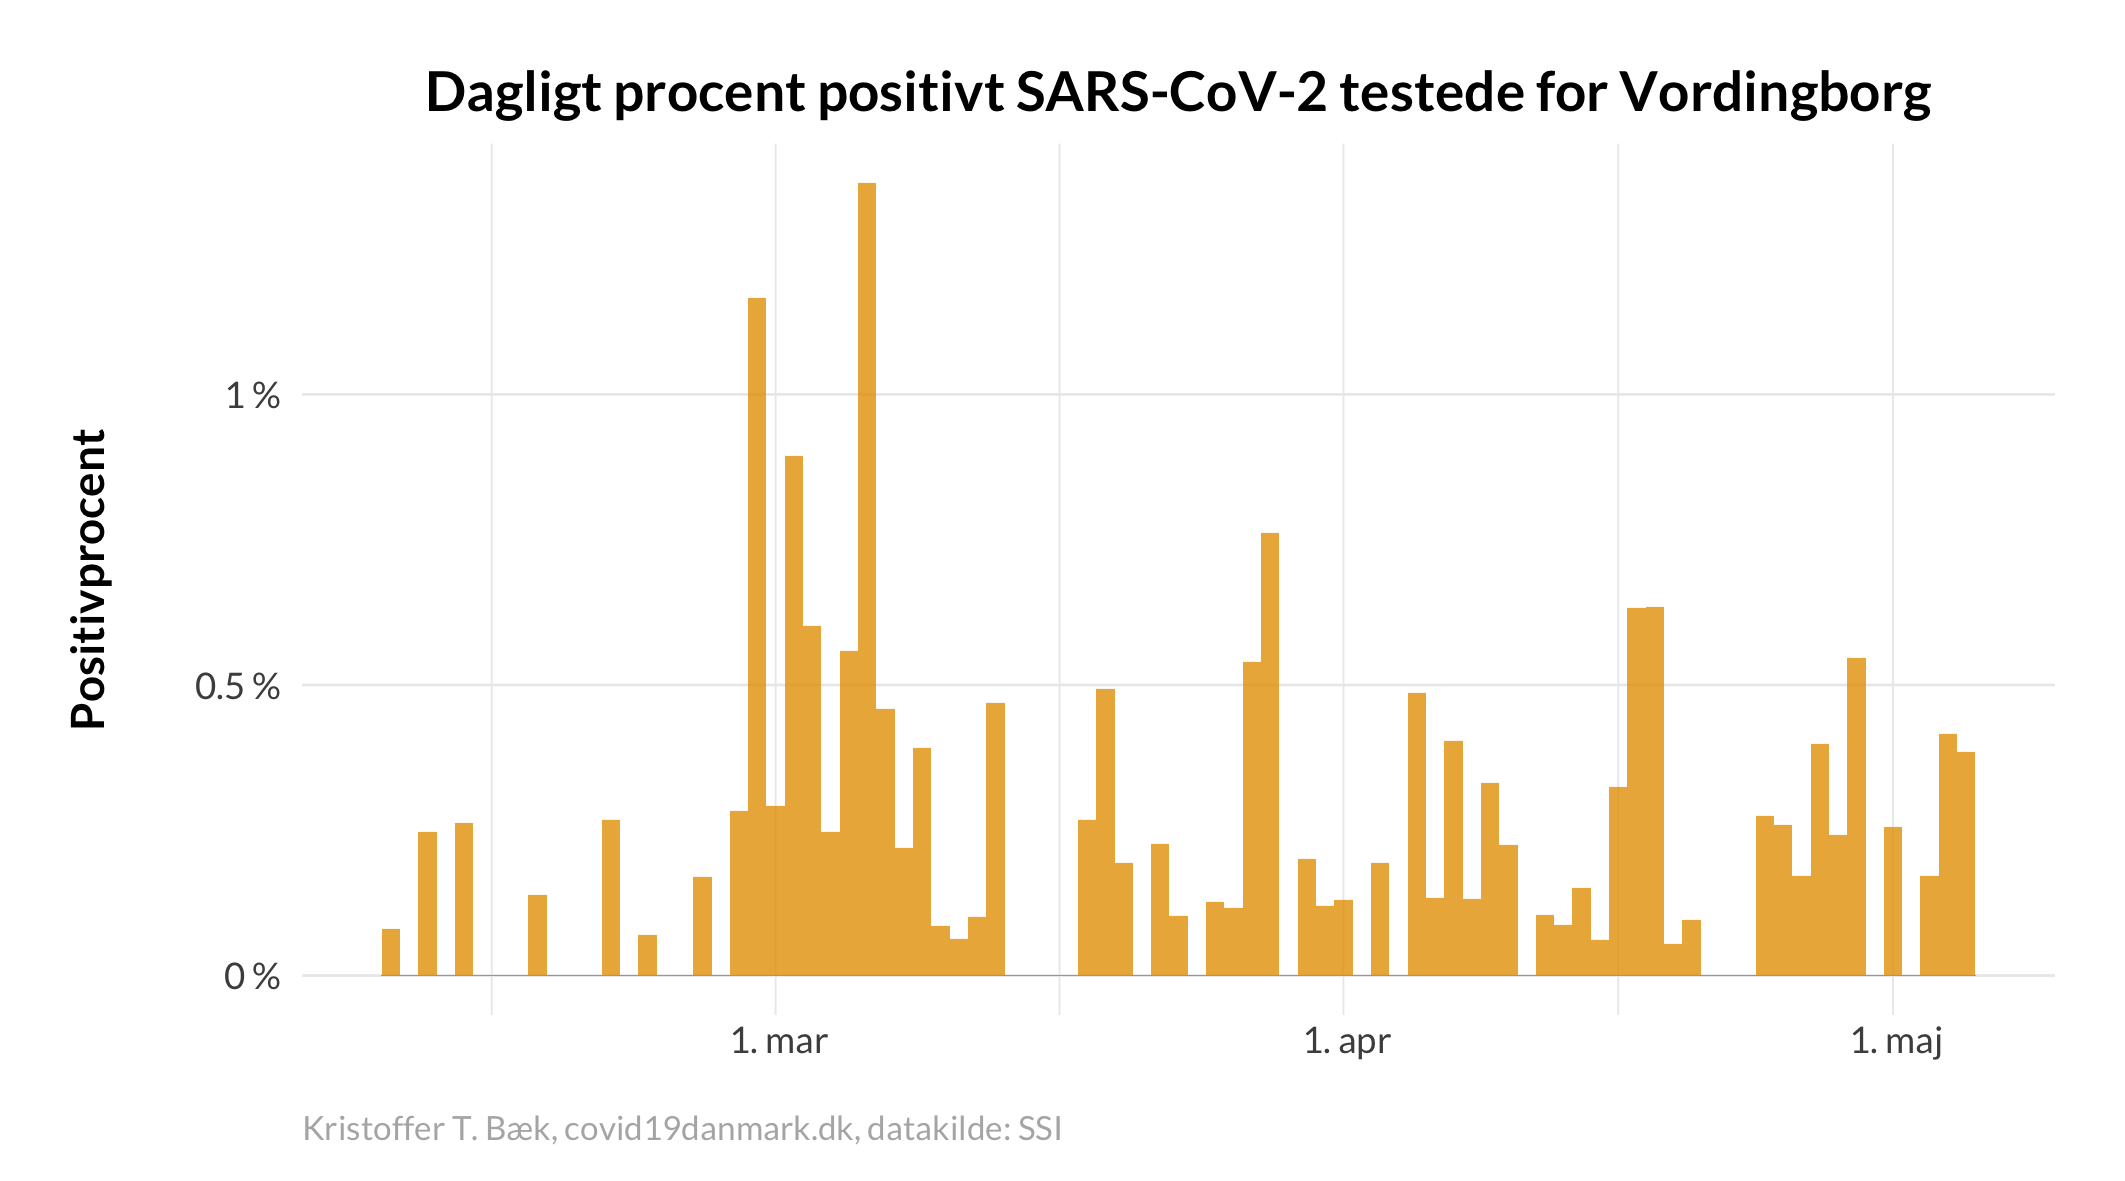 Dagligt procent positivt SARS-CoV-2 testede for Vordingborg
Positivprocent
1 %
0.5 %
0 %
1. mar
1. apr
1. maj
Kristoffer T. Bæk, covid19danmark.dk, datakilde: SSI